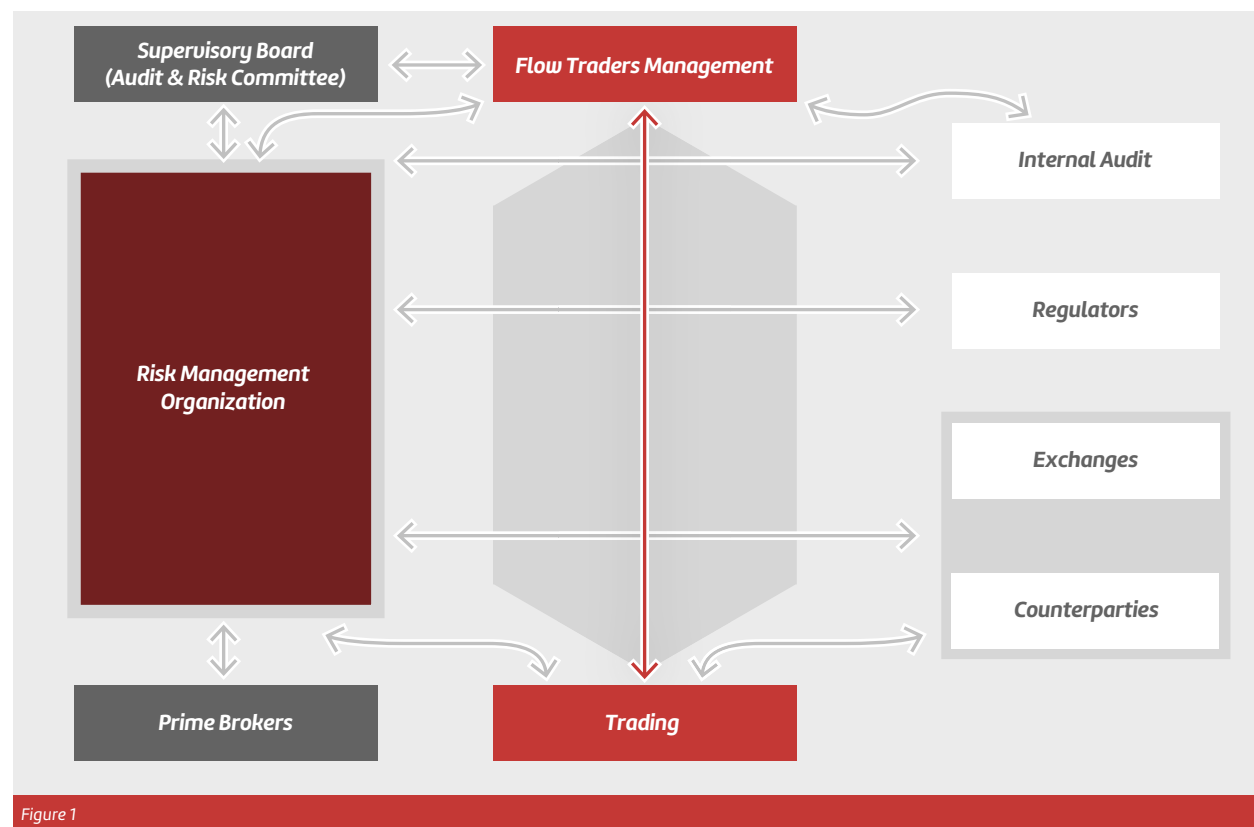 Supervisory Board
(Audit & Risk Committee)
Flow Traders Management
Internal Audit
Regulators
Risk Management
Organization
Exchanges
Counterparties
Prime Brokers
Trading
Figure 1